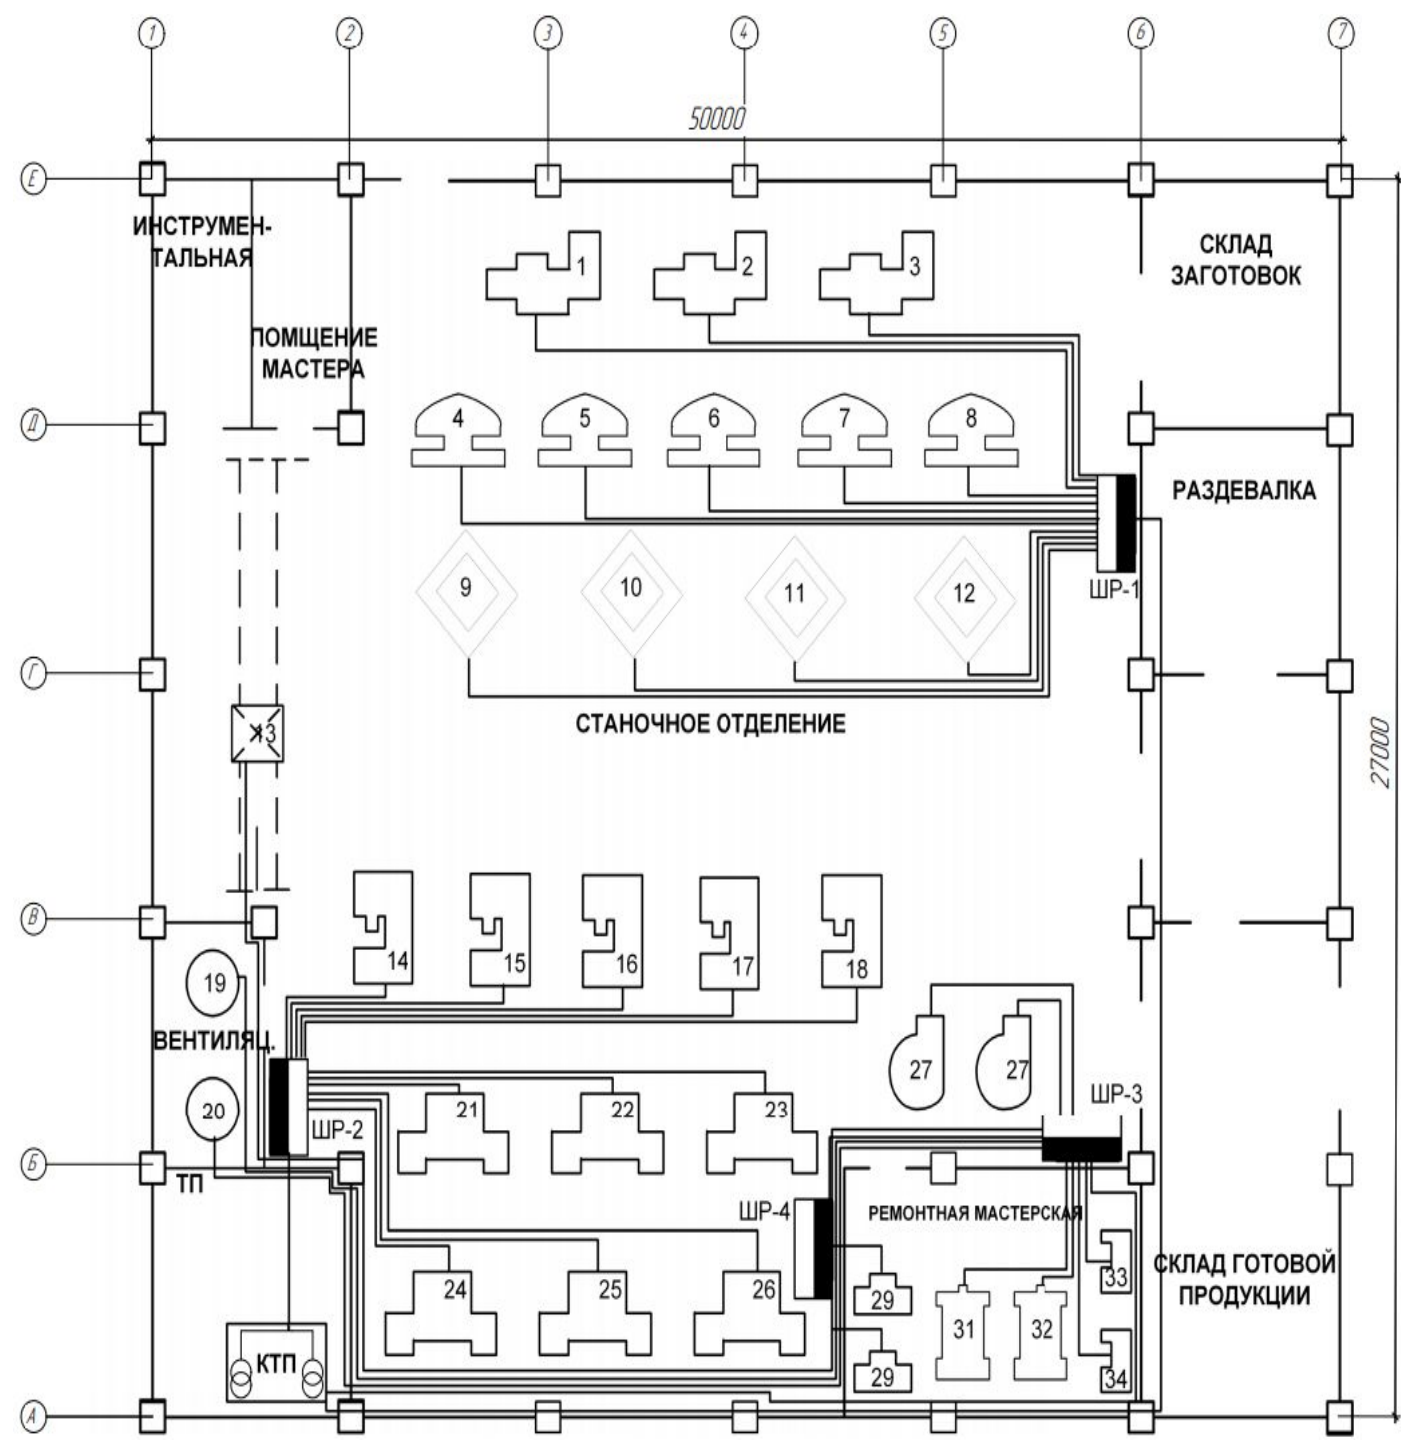 1 2 3 4 5 6 7
50000
Е
ИНСТРУМЕН-
ТАЛЬНАЯ
СКЛАД
ЗАГОТОВОК
1 2 3
ПОМЩЕНИЕ
МАСТЕРА
Д
4 5 6 7 8
РАЗДЕВАЛКА
9 10 11 12
ШР-1
Г
СТАНОЧНОЕ ОТДЕЛЕНИЕ
13
27000
В
14 15 16 17 18
19
ВЕНТИЛЯЦ.
27 27
ШР-3
20
21 22 23
ШР-2
Б
ТП
ШР-4
РЕМОНТНАЯ МАСТЕРСКАЯ
СКЛАД ГОТОВОЙ
ПРОДУКЦИИ
24 25 26
29
33
31 32
КТП
29
34
А